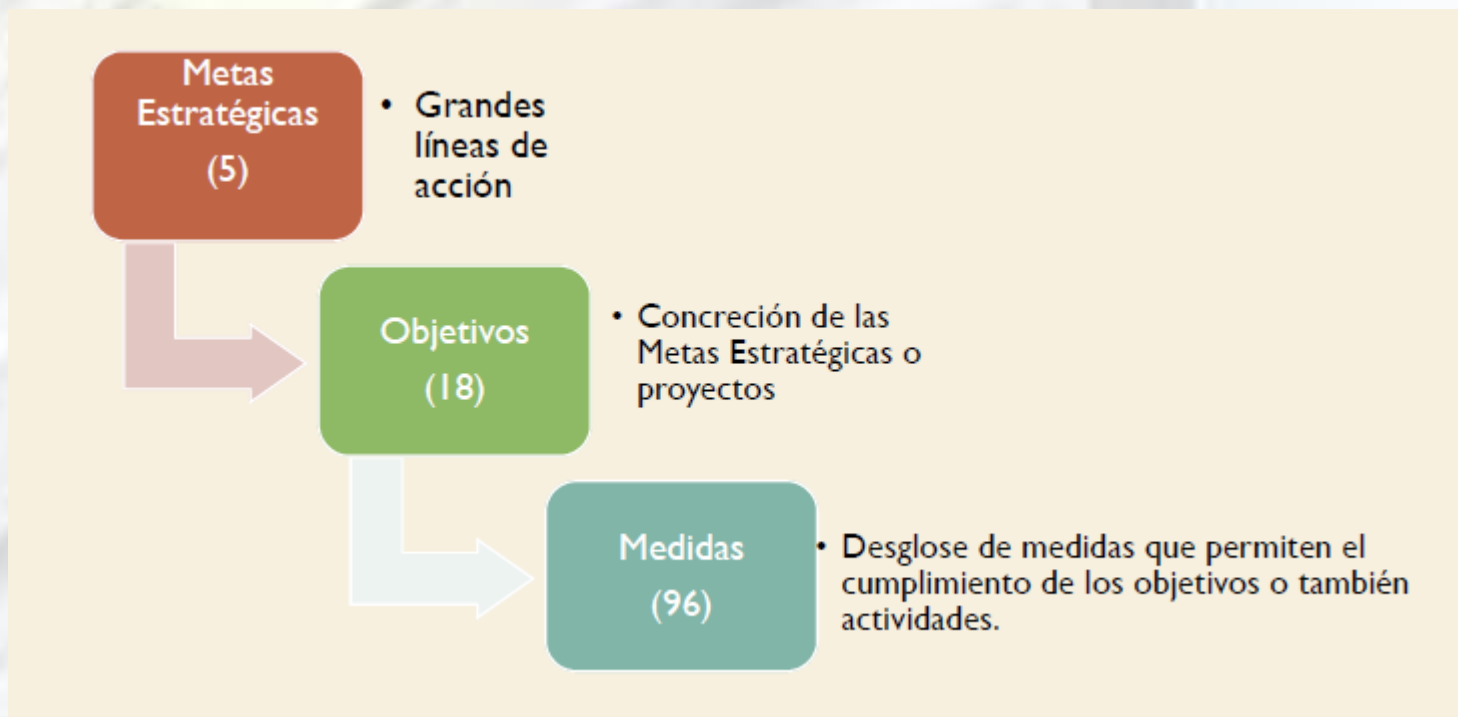 Metas
Estratégicas
(5)
• Grandes
líneas de
acción
Objetivos
(18)
• Concreción de las
Metas Estratégicas o
proyectos
Medidas
(96)
• Desglose de medidas que permiten el
cumplimiento de los objetivos o también
actividades.